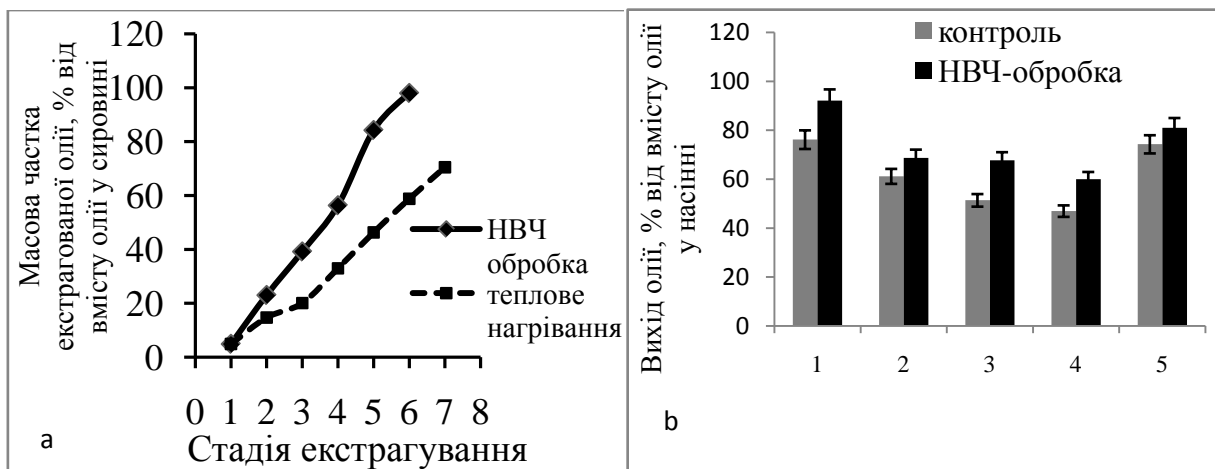 Масова частка
екстрагованої олії, % від
вмісту олії у сировині
120
100
80
60
40
20
0
0 1 2 3 4 5 6 7 8
Стадія екстрагування
НВЧ
обробка
теплове
нагрівання
a
Вихід олії, % від вмісту олії
у насінні
120
100
80
60
40
20
0
1 2 3 4 5
контроль
НВЧ-обробка
b